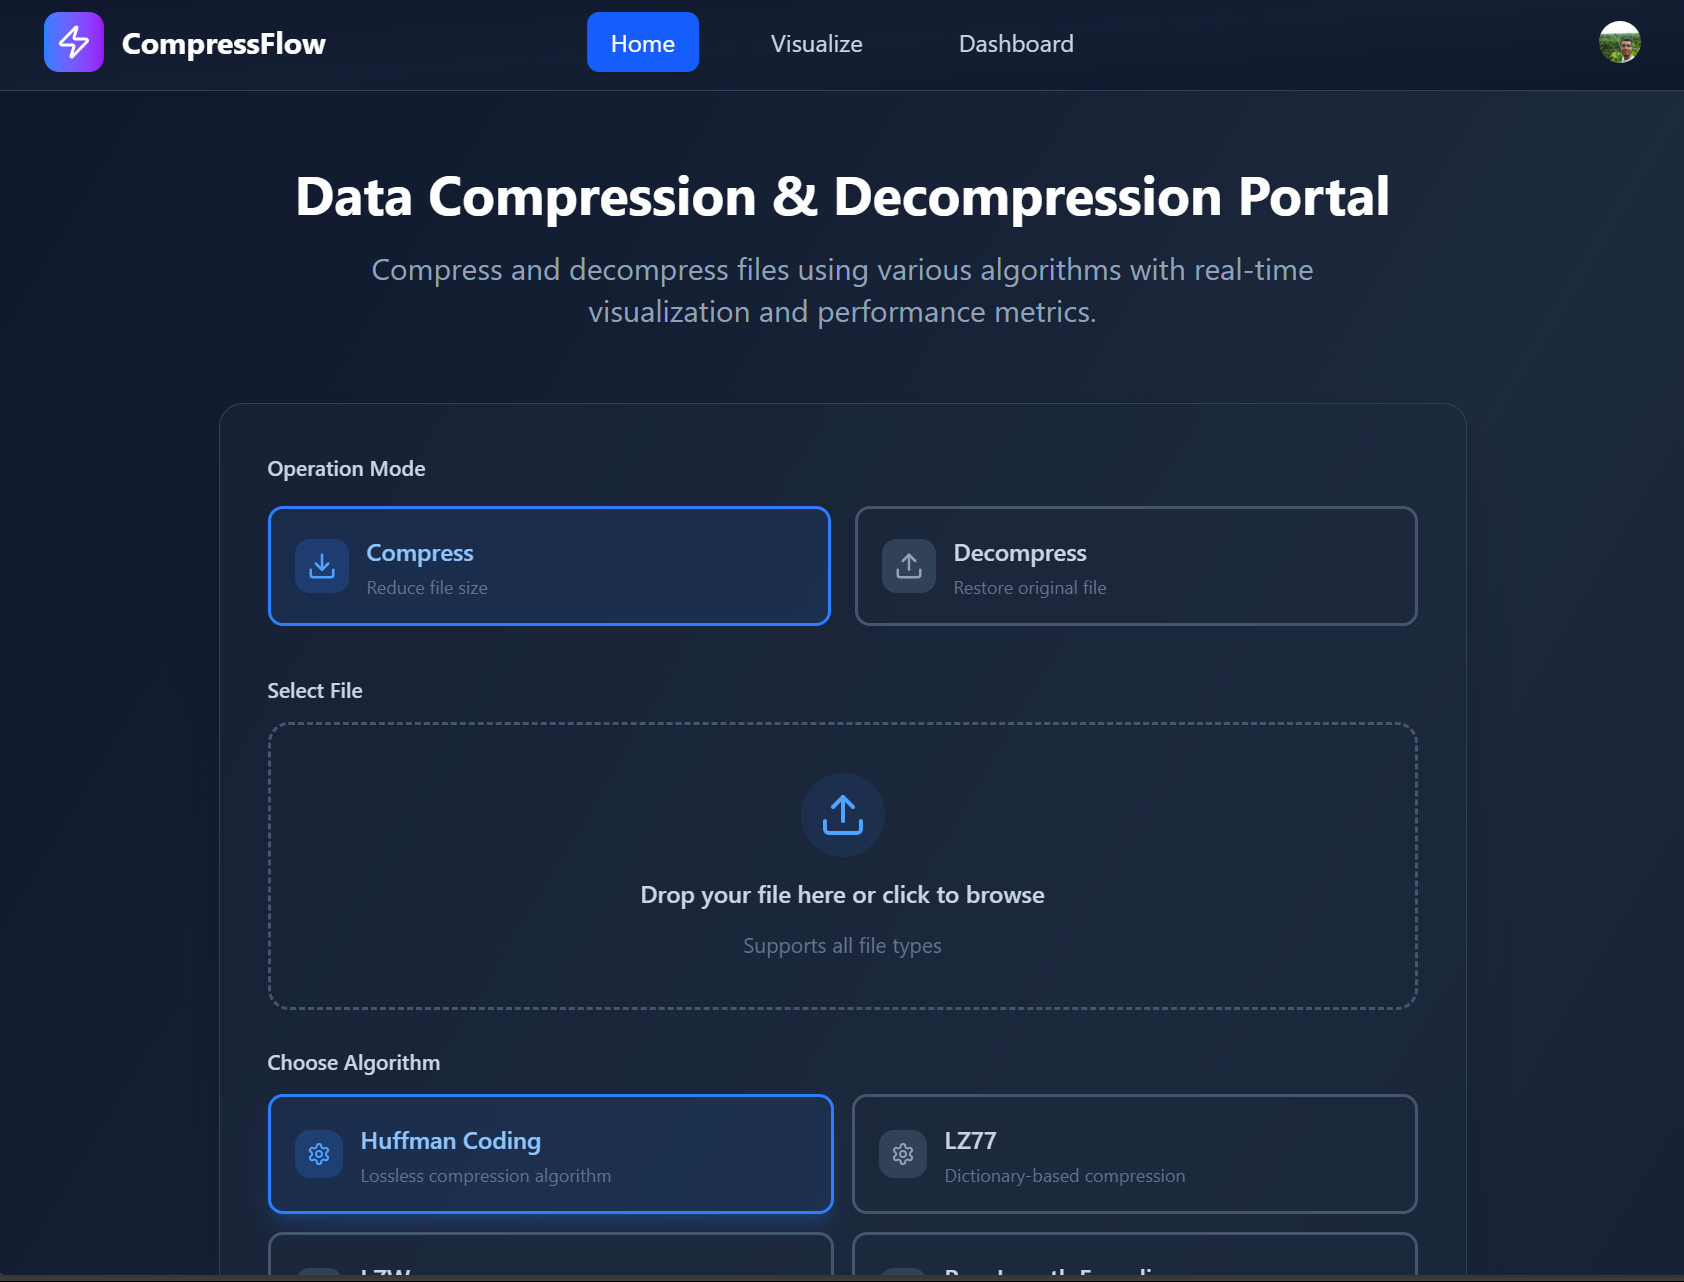 CompressFlow
Home
Visualize
Dashboard
Data Compression & Decompression Portal
Compress and decompress files using various algorithms with real-time
visualization and performance metrics.
Operation Mode
Compress
Reduce file size
Decompress
Restore original file
Select File
Drop your file here or click to browse
Supports all file types
Choose Algorithm
Huffman Coding
Lossless compression algorithm
LZ77
Dictionary-based compression
LZW